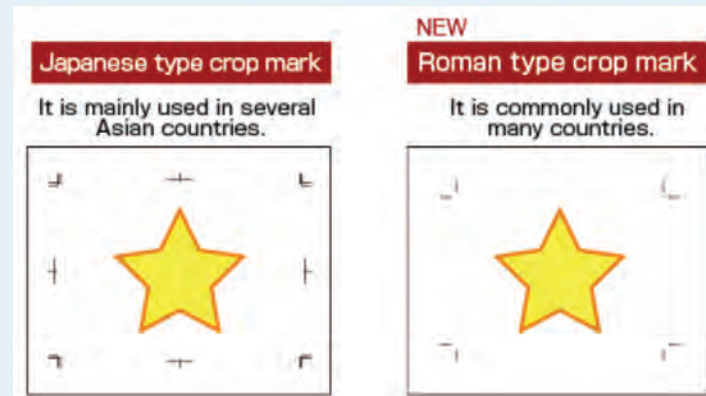 Japanese type crop mark
It is mainly used in several
Asian countries.
NEW
Roman type crop mark
It is commonly used in
many countries.